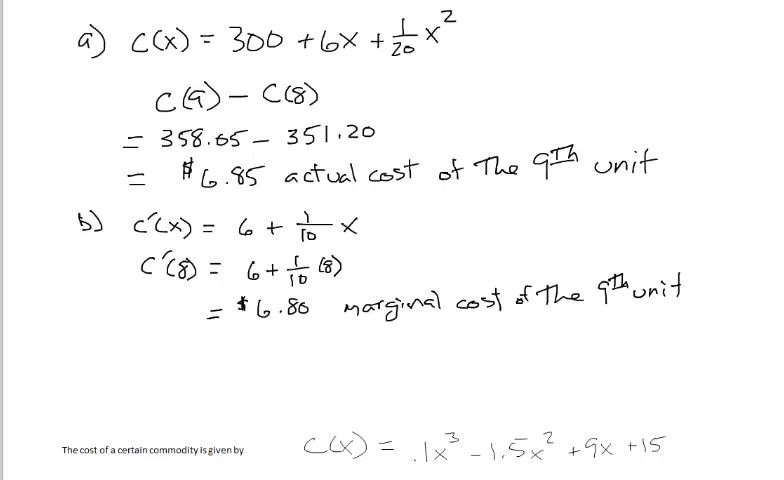 a) C(x) = 300 + 6x + 1/20 x²
C(9) - C(8)
= 358.05 - 351.20
= $6.85 actual cost of The 9Th unit
b) C'(x) = 6 + 1/10 x
C'(8) = 6 + 1/10 (8)
= $6.80 marginal cost of The 9Th unit
The cost of a certain commodity is given by C(x) = .1x³ - 1.5x² + 9x + 15